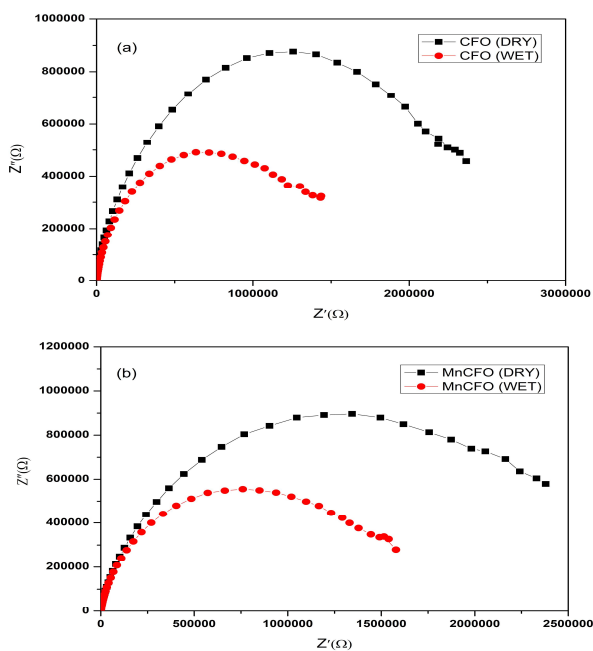 (a)
CFO (DRY)
CFO (WET)
1000000
800000
600000
400000
200000
0
Z''(Ω)
0 1000000 2000000 3000000
Z'(Ω)
(b)
MnCFO (DRY)
MnCFO (WET)
1200000
1000000
800000
600000
400000
200000
0
Z''(Ω)
0 500000 1000000 1500000 2000000 2500000
Z'(Ω)